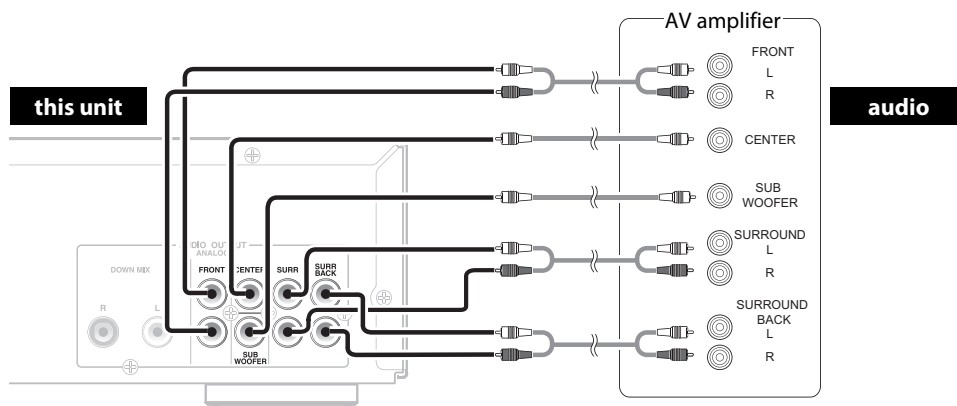 AV amplifier
FRONT
L
R
this unit
audio
CENTER
SUB
WOOFER
SURROUND
L
R
SURROUND
BACK
L
R
ANALOG
DOWN MIX
R
L
FRONT
CENTER
SURR
SURR
BACK
SUB
WOOFER